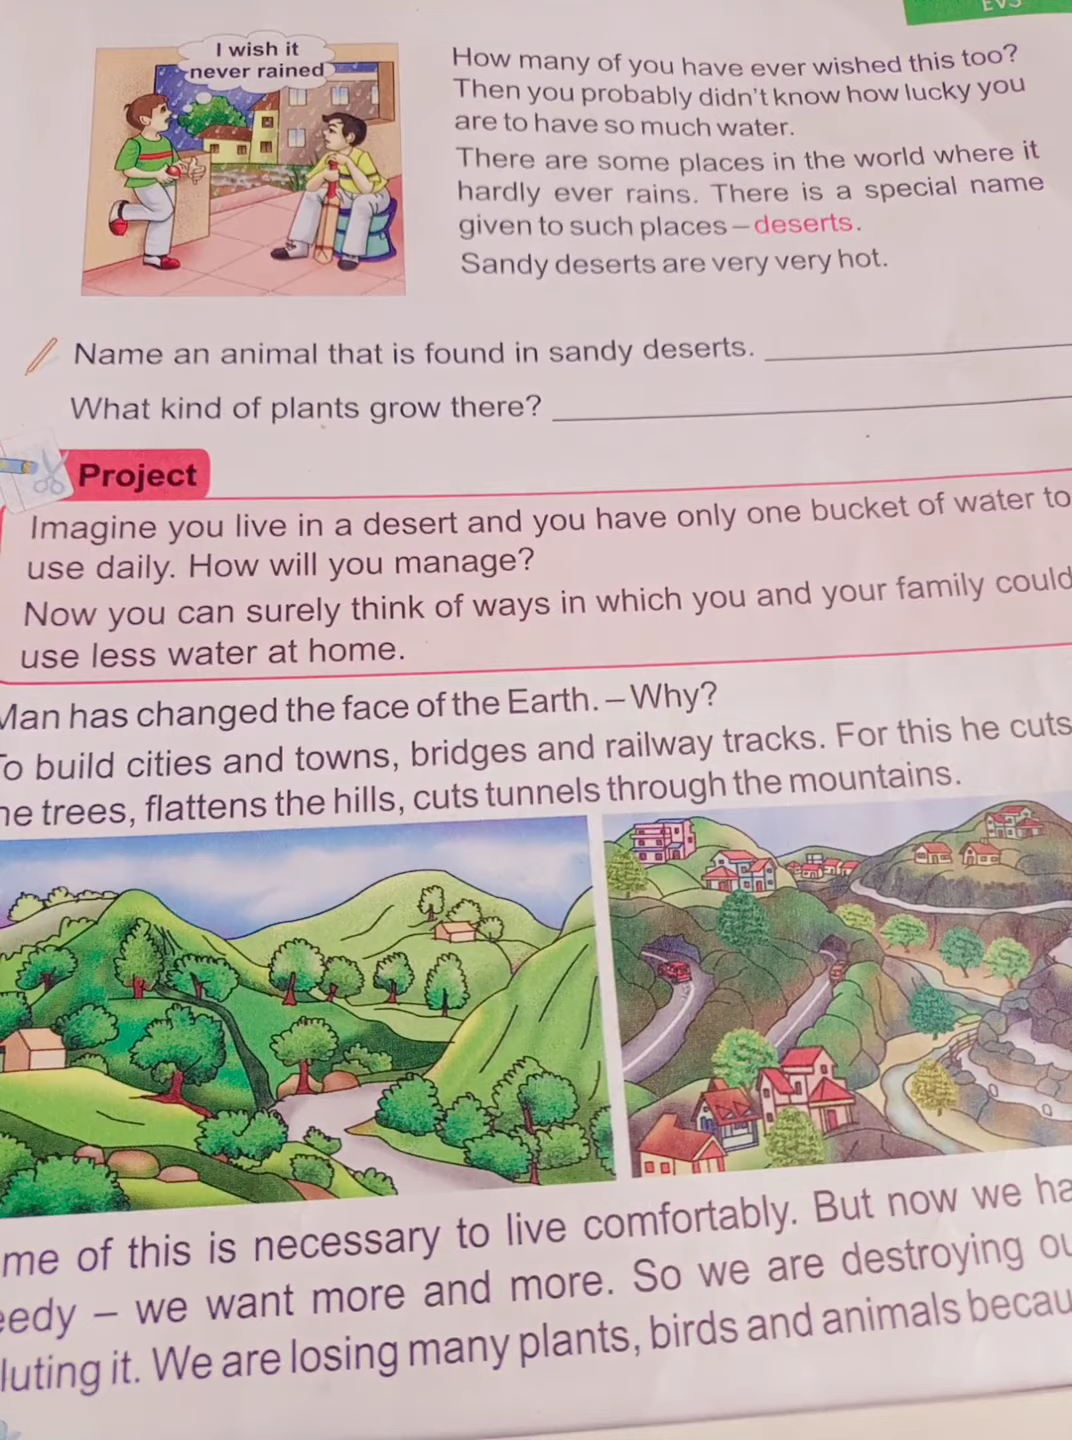 EVS
I wish it
never rained
How many of you have ever wished this too?
Then you probably didn't know how lucky you
are to have so much water.
There are some places in the world where it
hardly ever rains. There is a special name
given to such places – deserts.
Sandy deserts are very very hot.
Name an animal that is found in sandy deserts.
What kind of plants grow there?
Project
Imagine you live in a desert and you have only one bucket of water to
use daily. How will you manage?
Now you can surely think of ways in which you and your family could
use less water at home.
Man has changed the face of the Earth. – Why?
To build cities and towns, bridges and railway tracks. For this he cuts
trees, flattens the hills, cuts tunnels through the mountains.
of this is necessary to live comfortably. But now we
– we want more and more. So we are destroying
it. We are losing many plants, birds and animals